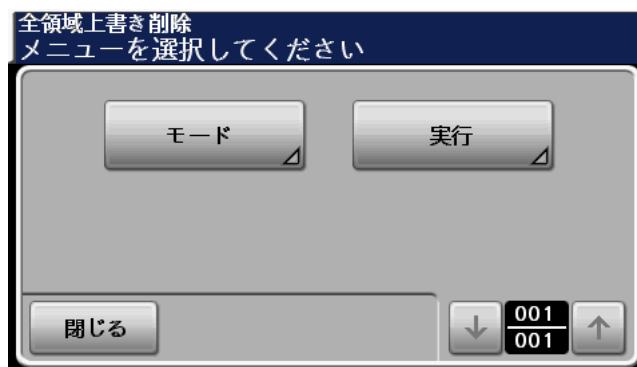 全領域上書き削除
メニューを選択してください
モード
実行
閉じる
001
001